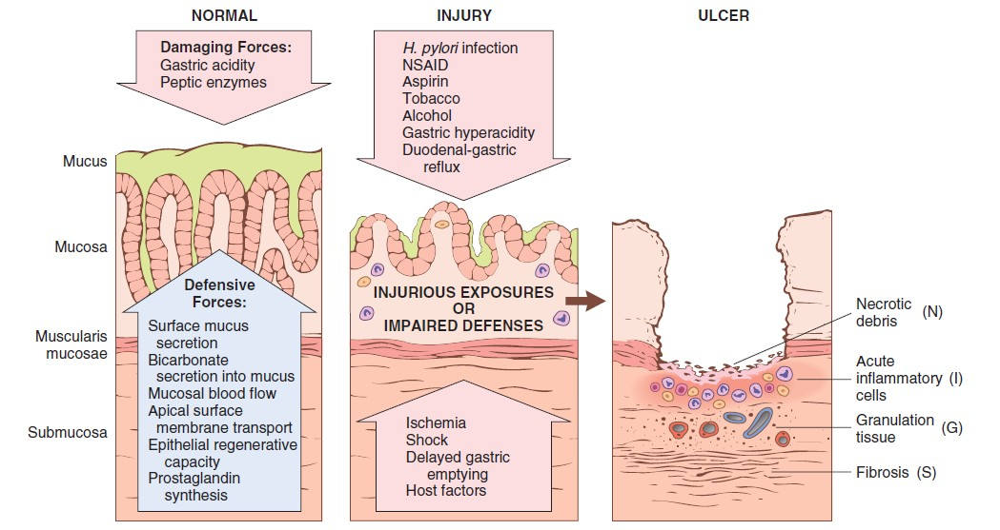 NORMAL
Damaging Forces:
Gastric acidity
Peptic enzymes
Mucus
Mucosa
Muscularis
mucosae
Submucosa
Defensive
Forces:
Surface mucus
secretion
Bicarbonate
secretion into mucus
Mucosal blood flow
Apical surface
membrane transport
Epithelial regenerative
capacity
Prostaglandin
synthesis
INJURY
H. pylori infection
NSAID
Aspirin
Tobacco
Alcohol
Gastric hyperacidity
Duodenal-gastric
reflux
INJURIOUS EXPOSURES
OR
IMPAIRED DEFENSES
Ischemia
Shock
Delayed gastric
emptying
Host factors
ULCER
Necrotic
debris (N)
Acute
inflammatory (I)
cells
Granulation
tissue (G)
Fibrosis (S)